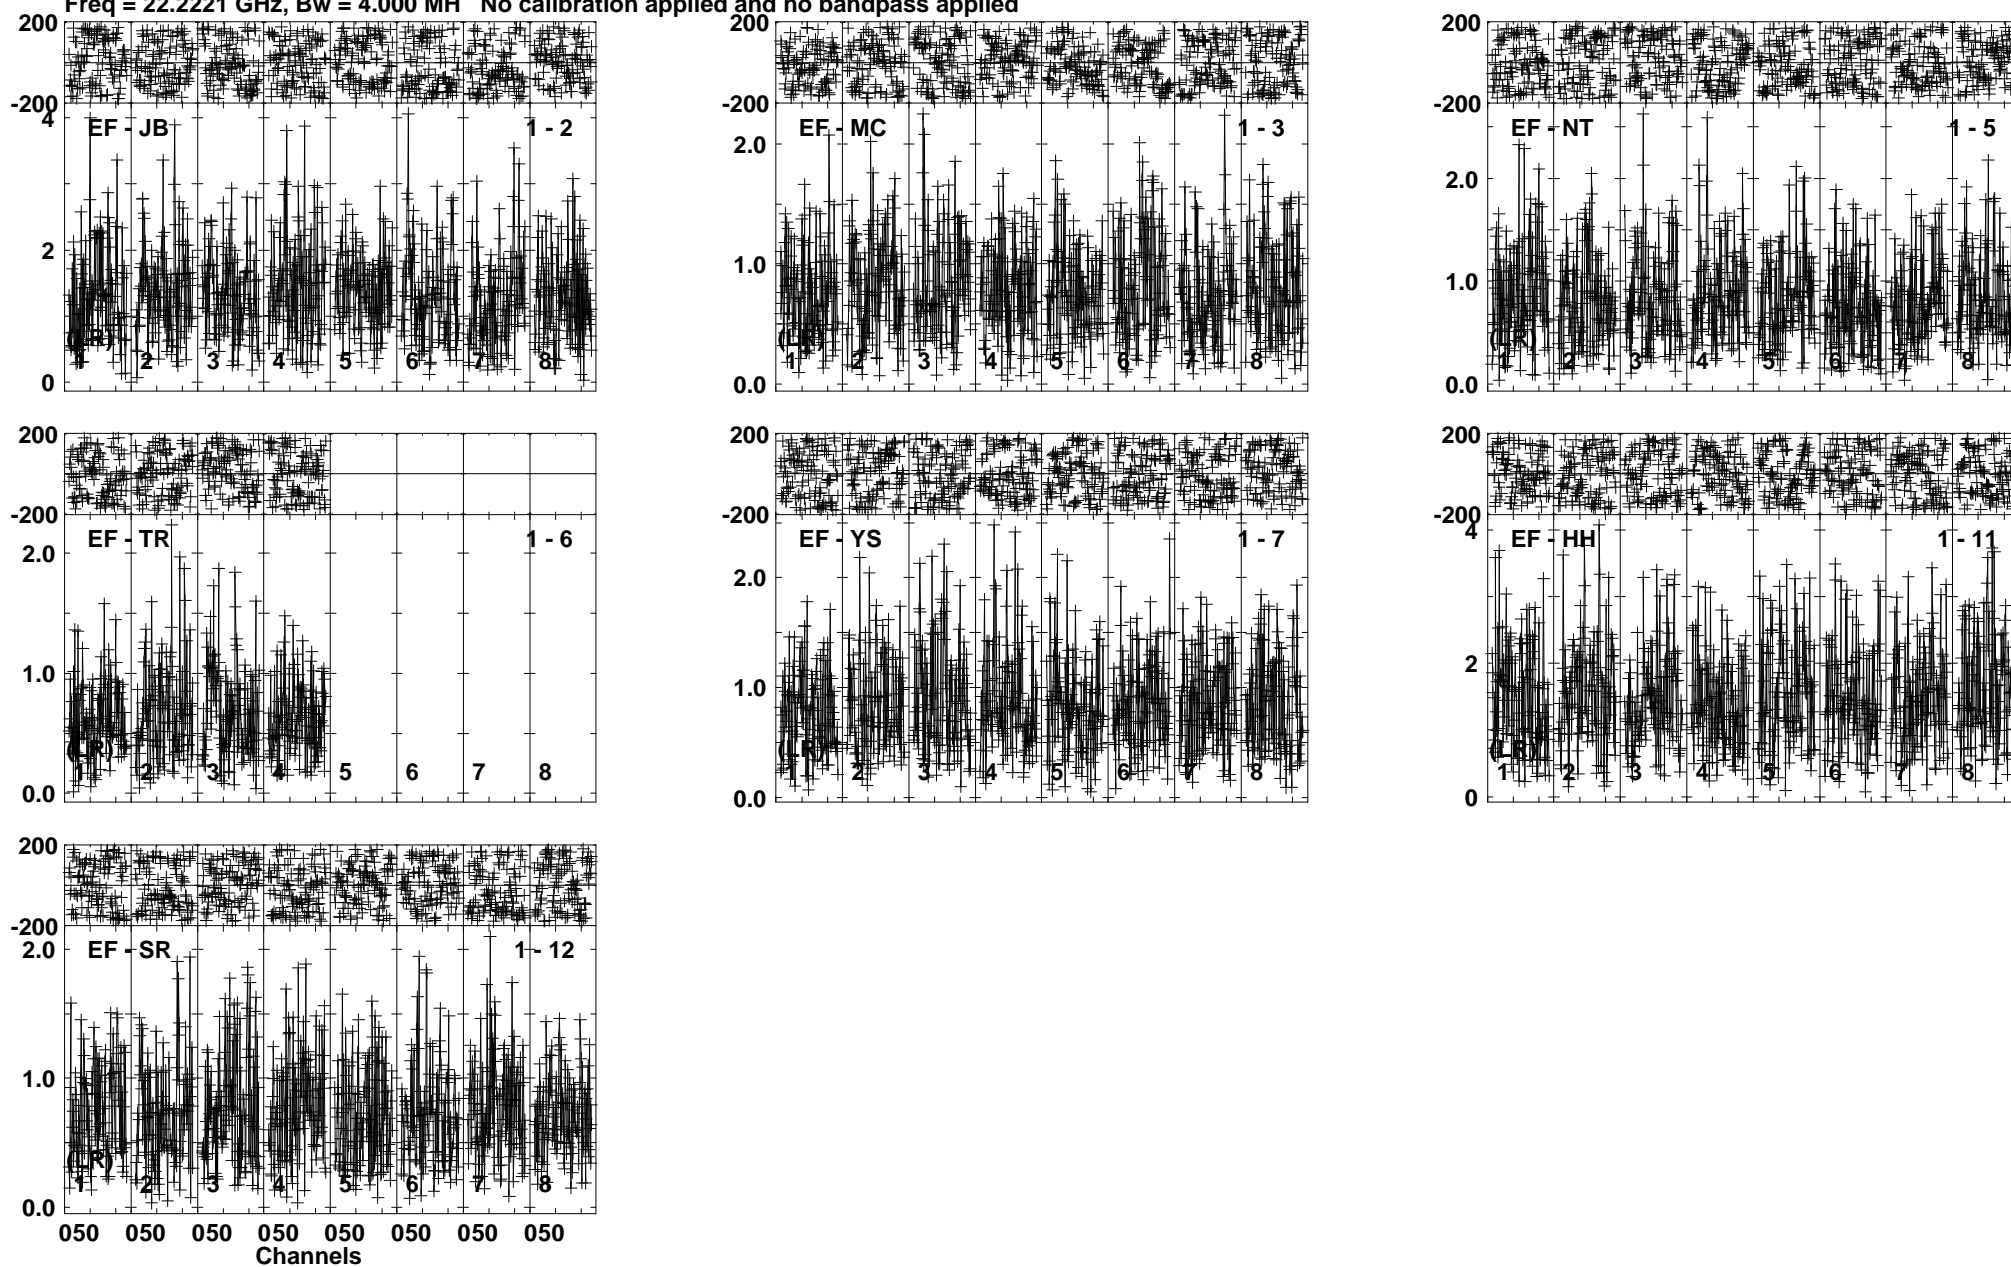 Freq = 22.2221 GHz, Bw = 4.000 MH No calibration applied and no bandpass applied
200
-200
4
2
0
EF - JB
1 - 2
(LR)
1 2 3 4 5 6 7 8
200
-200
2.0
1.0
0.0
EF - MC
1 - 3
(LR)
1 2 3 4 5 6 7 8
200
-200
2.0
1.0
0.0
EF - NT
1 - 5
(LR)
1 2 3 4 5 6 7 8
200
-200
2.0
1.0
0.0
EF - TR
1 - 6
(LR)
1 2 3 4 5 6 7 8
200
-200
2.0
1.0
0.0
EF - YS
1 - 7
(LR)
1 2 3 4 5 6 7 8
200
-200
4
2
0
EF - HH
1 - 11
(LR)
1 2 3 4 5 6 7 8
200
-200
2.0
1.0
0.0
EF - SR
1 - 12
(LR)
1 2 3 4 5 6 7 8
050 050 050 050 050 050 050 050
Channels